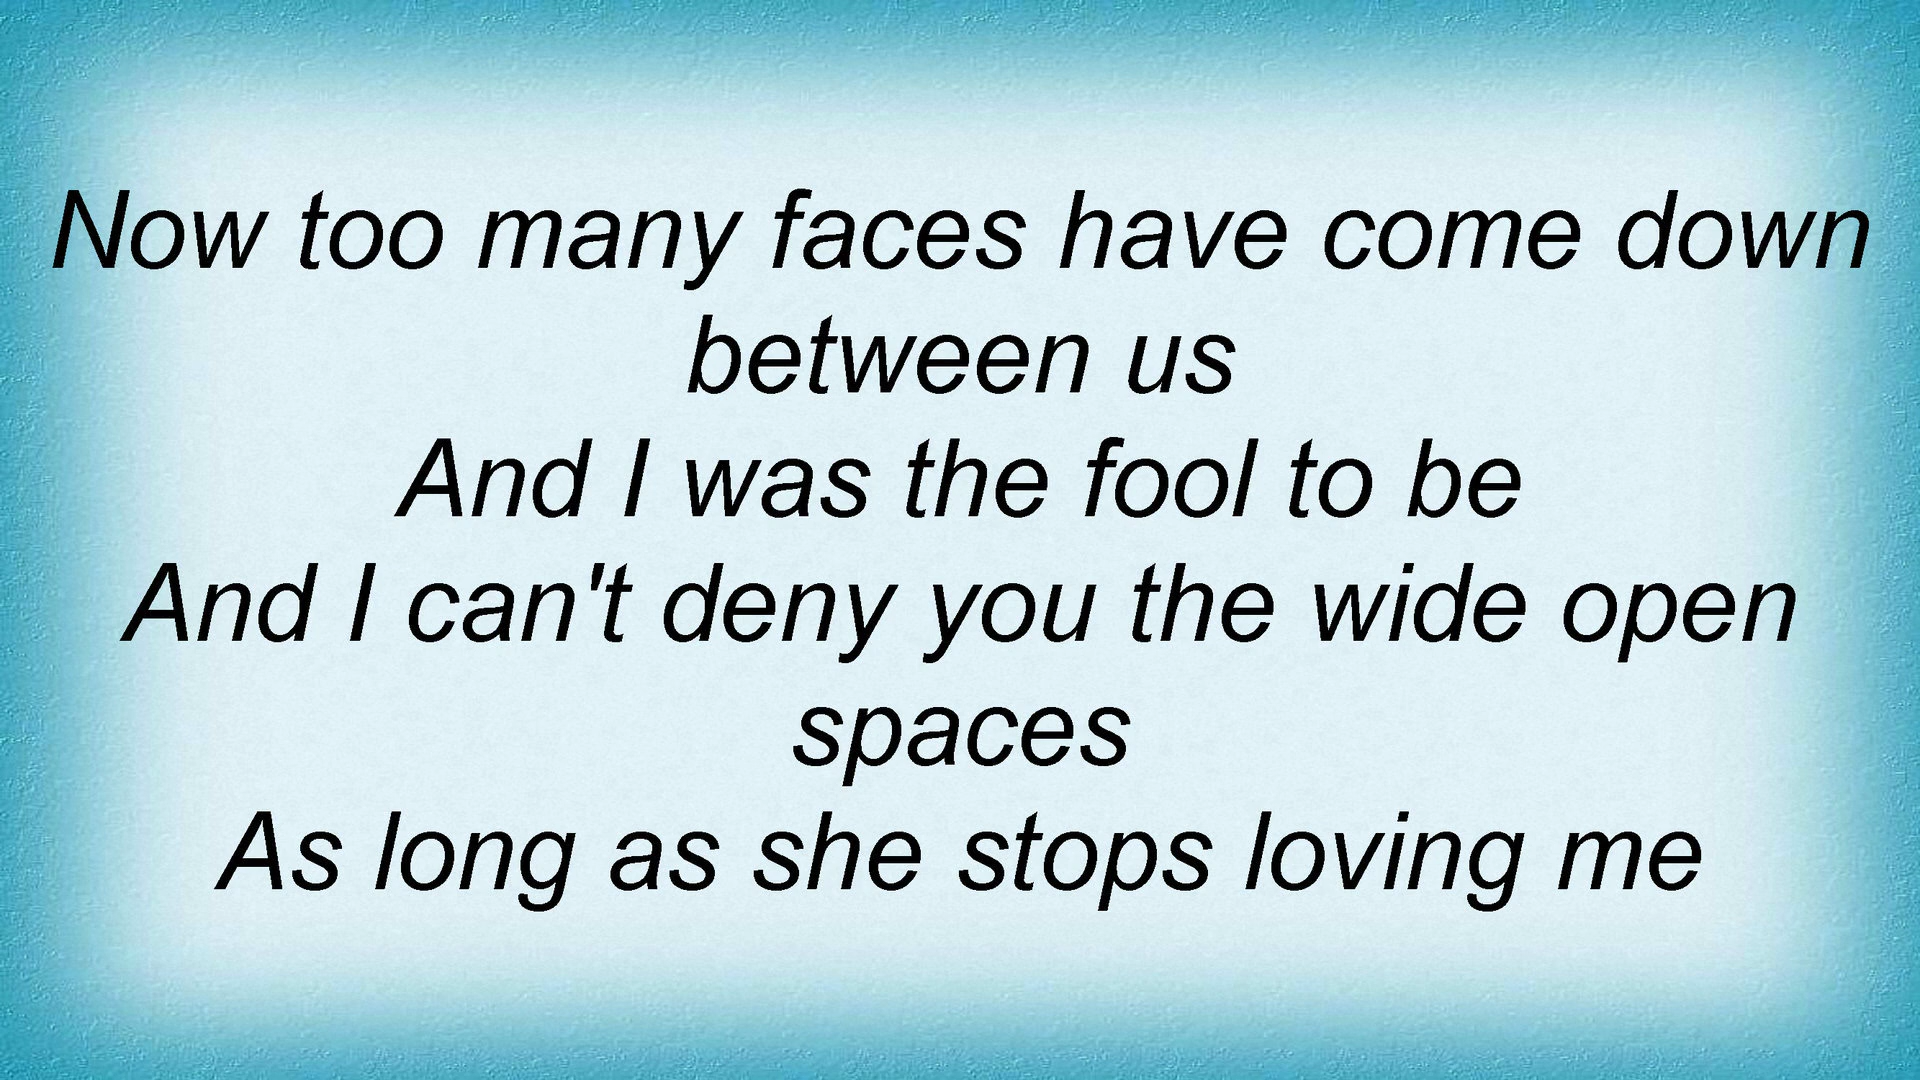 Now too many faces have come down
between us
And I was the fool to be
And I can't deny you the wide open
spaces
As long as she stops loving me